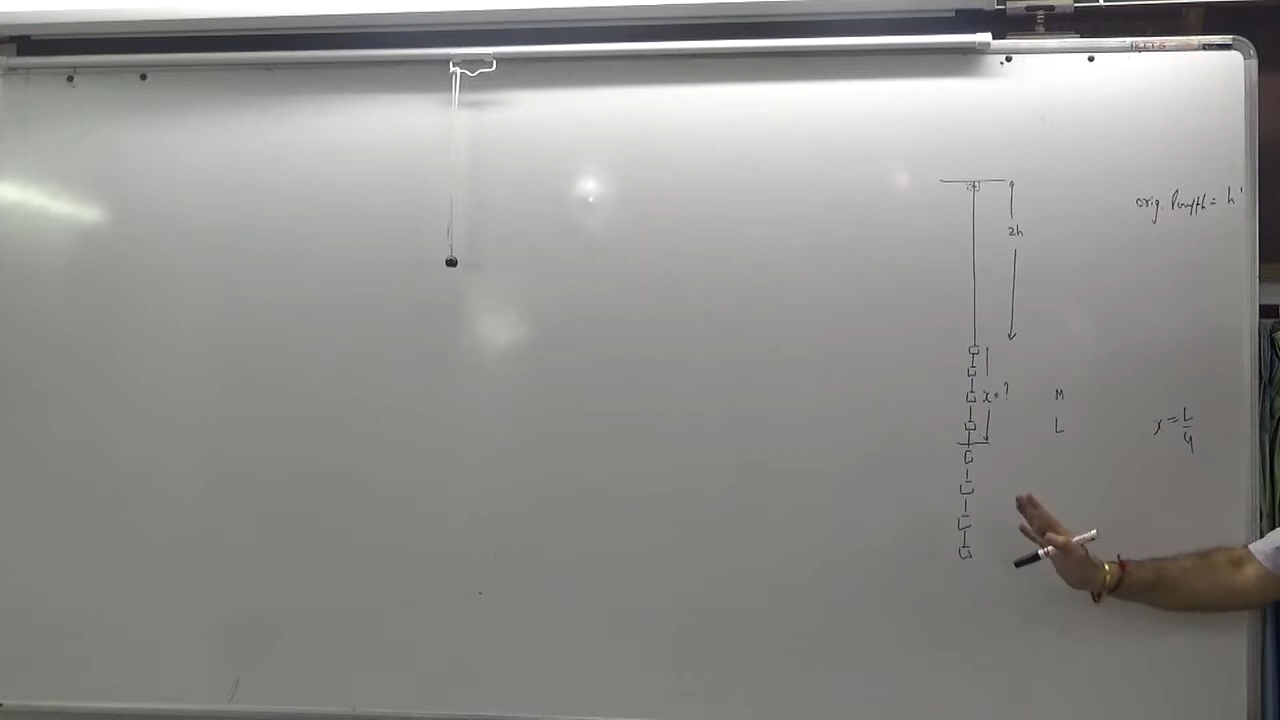 orig. length = h'
2h
x = ?
M
L
x = L/4